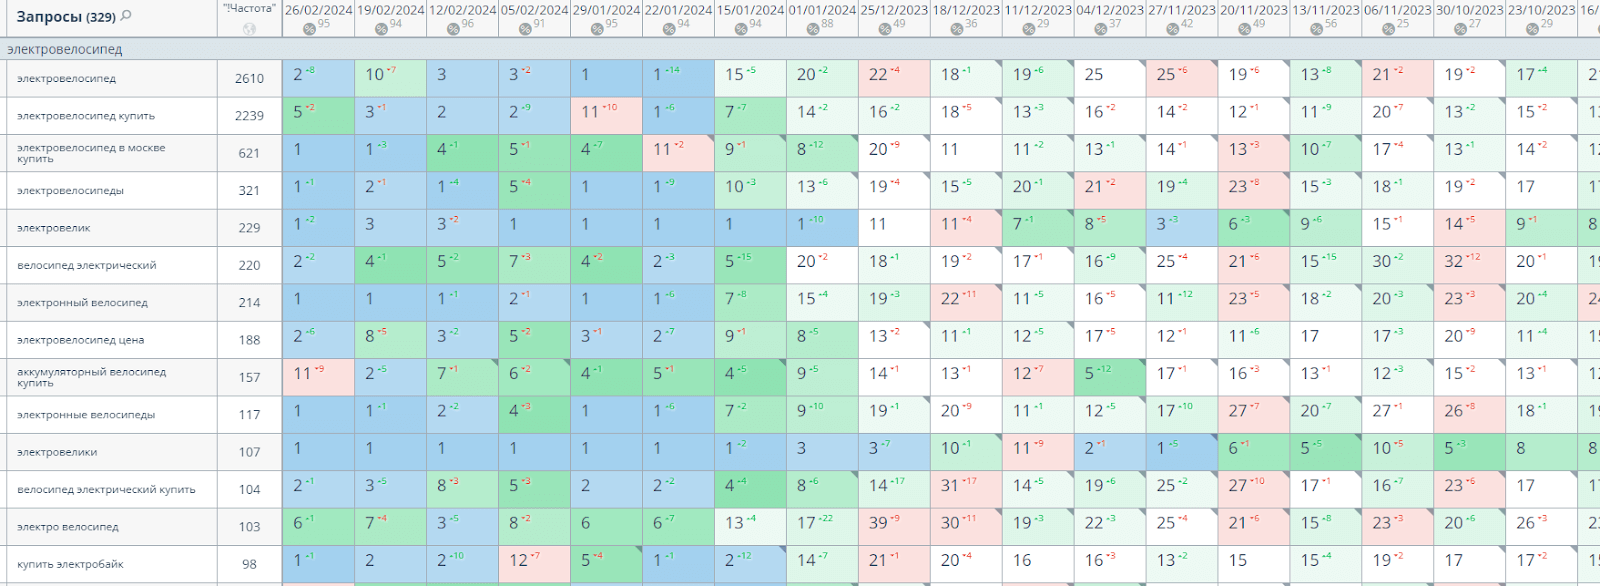 Запросы (329) "!Частота" 26/02/2024 19/02/2024 12/02/2024 05/02/2024 29/01/2024 22/01/2024 15/01/2024 01/01/2024 25/12/2023 18/12/2023 11/12/2023 04/12/2023 27/11/2023 20/11/2023 13/11/2023 06/11/2023 30/10/2023 23/10/2023 16/
% 95 % 94 % 96 % 91 % 95 % 94 % 94 % 88 % 49 % 36 % 29 % 37 % 42 % 49 % 56 % 25 % 27 % 29
электровелосипед
электровелосипед 2610 2 +8 10 -7 3 3 -2 1 1 +14 15 +5 20 +2 22 -4 18 +1 19 +6 25 25 -6 19 -6 13 +8 21 -2 19 -2 17 +4
электровелосипед купить 2239 5 -2 3 -1 2 2 +9 11 -10 1 +6 7 +7 14 +2 16 +2 18 -5 13 +3 16 -2 14 -2 12 -1 11 +9 20 -7 13 +2 15 -2
электровелосипед в москве
купить 621 1 1 +3 4 +1 5 -1 4 +7 11 -2 9 -1 8 +12 20 -9 11 11 +2 13 +1 14 -1 13 -3 10 +7 17 -4 13 +1 14 -2
электровелосипеды 321 1 +1 2 -1 1 +4 5 -4 1 1 +9 10 +3 13 +6 19 -4 15 +5 20 +1 21 -2 19 +4 23 -8 15 +3 18 +1 19 -2 17
электровелик 229 1 +2 3 3 -2 1 1 1 1 1 +10 11 11 -4 7 +1 8 -5 3 +3 6 +3 9 +6 15 -1 14 -5 9 -1 8
велосипед электрический 220 2 +2 4 +1 5 +2 7 -3 4 -2 2 +3 5 +15 20 -2 18 +1 19 -2 17 -1 16 +9 25 -4 21 -6 15 +15 30 +2 32 -12 20 -1
электронный велосипед 214 1 1 1 +1 2 -1 1 1 +6 7 +8 15 +4 19 +3 22 -11 11 +5 16 -5 11 +12 23 -5 18 +2 20 +3 23 -3 20 +4
электровелосипед цена 188 2 +6 8 -5 3 +2 5 -2 3 -1 2 +7 9 -1 8 +5 13 -2 11 +1 12 +5 17 -5 12 -1 11 +6 17 17 +3 20 -9 11 +4
аккумуляторный велосипед
купить 157 11 -9 2 +5 7 -1 6 -2 4 +1 5 -1 4 +5 9 +5 14 -1 13 -1 12 -7 5 +12 17 -1 16 -3 13 -1 12 +3 15 -2 13 -1
электронные велосипеды 117 1 1 +1 2 +2 4 -3 1 1 +6 7 +2 9 +10 19 +1 20 -9 11 +1 12 +5 17 +10 27 -7 20 +7 27 -1 26 -8 18 +1
электровелики 107 1 1 1 1 1 1 1 +2 3 3 +7 10 +1 11 -9 2 -1 1 +5 6 -1 5 +5 10 -5 5 +3 8 8
велосипед электрический купить 104 2 +1 3 +5 8 -3 5 -3 2 2 +2 4 +4 8 +6 14 +17 31 -17 14 +5 19 +6 25 +2 27 -10 17 -1 16 +7 23 -6 17
электро велосипед 103 6 +1 7 -4 3 +5 8 -2 6 6 +7 13 +4 17 +22 39 -9 30 -11 19 +3 22 +3 25 -4 21 -6 15 +8 23 -3 20 +6 26 -3
купить электробайк 98 1 +1 2 2 +10 12 -7 5 -4 1 +1 2 +12 14 +7 21 -1 20 -4 16 16 -3 13 +2 15 15 +4 19 -2 17 17 -2